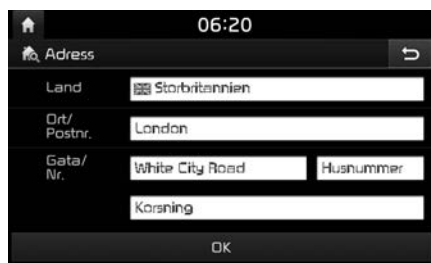 06:20
Adress
Land
Storbritannien
Ort/
Postnr.
London
Gata/
Nr.
White City Road
Husnummer
Korsning
OK